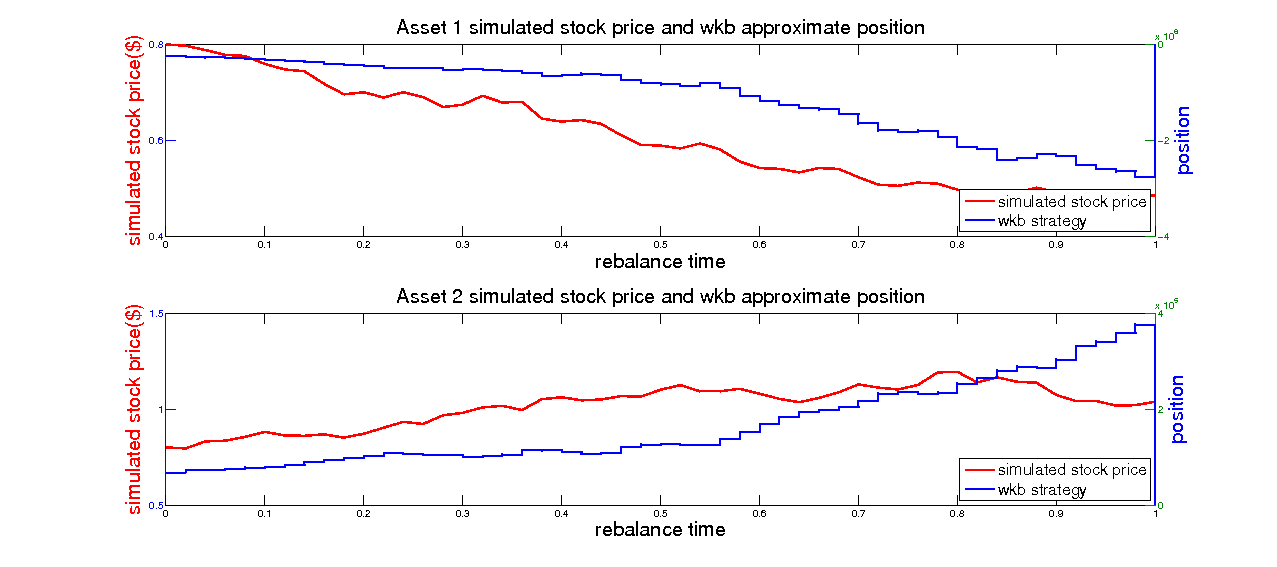 Asset 1 simulated stock price and wkb approximate position
simulated stock price($)
0.8
0.6
0.4
0 0.1 0.2 0.3 0.4 0.5 0.6 0.7 0.8 0.9 1
rebalance time
0
−2
−4
position
simulated stock price
wkb strategy
Asset 2 simulated stock price and wkb approximate position
simulated stock price($)
1.5
1
0.5
0 0.1 0.2 0.3 0.4 0.5 0.6 0.7 0.8 0.9 1
rebalance time
4
2
0
position
simulated stock price
wkb strategy